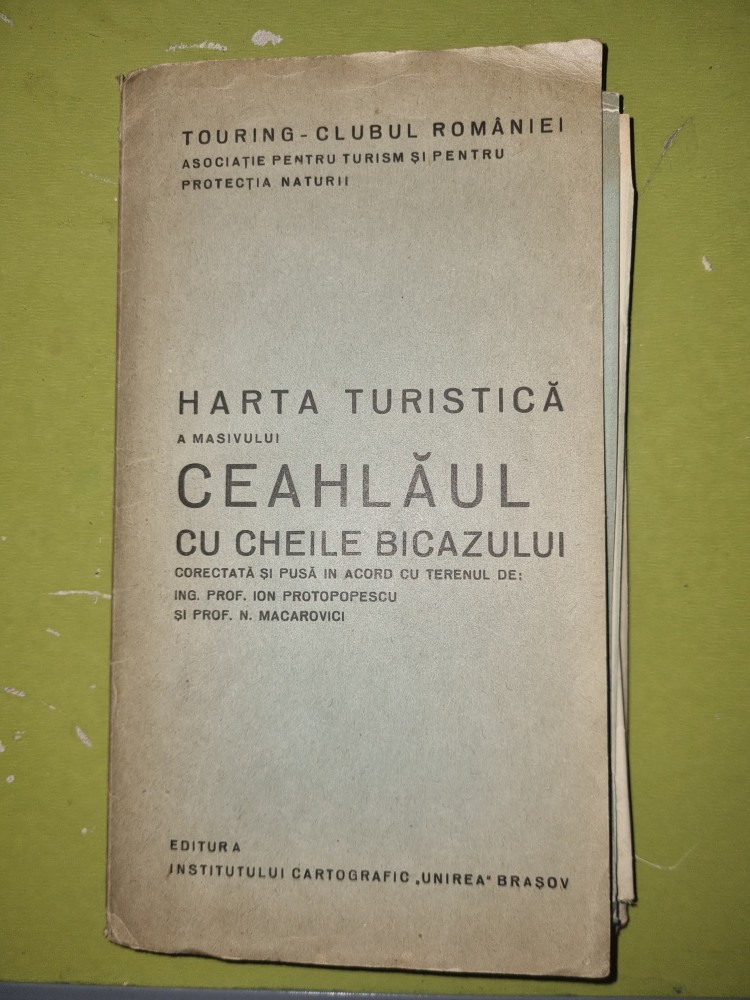 TOURING - CLUBUL ROMÂNIEI
ASOCIAȚIE PENTRU TURISM ȘI PENTRU
PROTECȚIA NATURII
HARTA TURISTICĂ
A MASIVULUI
CEAHLĂUL
CU CHEILE BICAZULUI
CORECTATĂ ȘI PUSĂ IN ACORD CU TERENUL DE:
ING. PROF. ION PROTOPOPESCU
ȘI PROF. N. MACAROVICI
EDITURA
INSTITUTULUI CARTOGRAFIC „UNIREA" BRAȘOV